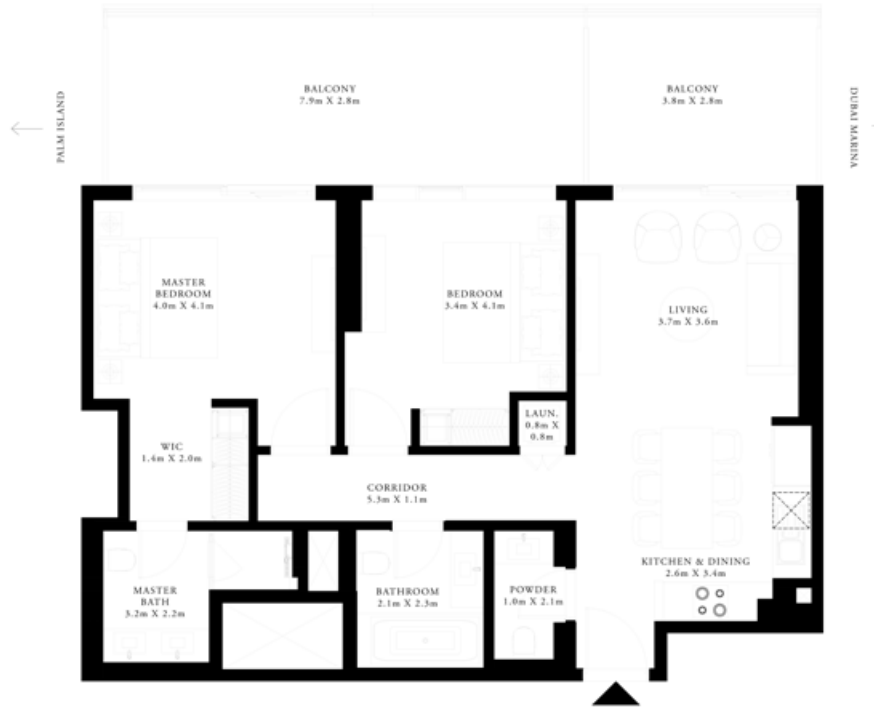 BALCONY
7.9m X 2.8m
BALCONY
3.8m X 2.8m
PALM ISLAND
DUBAI MARINA
MASTER
BEDROOM
4.0m X 4.1m
BEDROOM
3.4m X 4.1m
LIVING
3.7m X 3.6m
LAUN.
0.8m X
0.8m
WIC
1.4m X 2.0m
CORRIDOR
5.3m X 1.1m
KITCHEN & DINING
2.6m X 3.4m
MASTER
BATH
3.2m X 2.2m
BATHROOM
2.1m X 2.3m
POWDER
1.0m X 2.1m